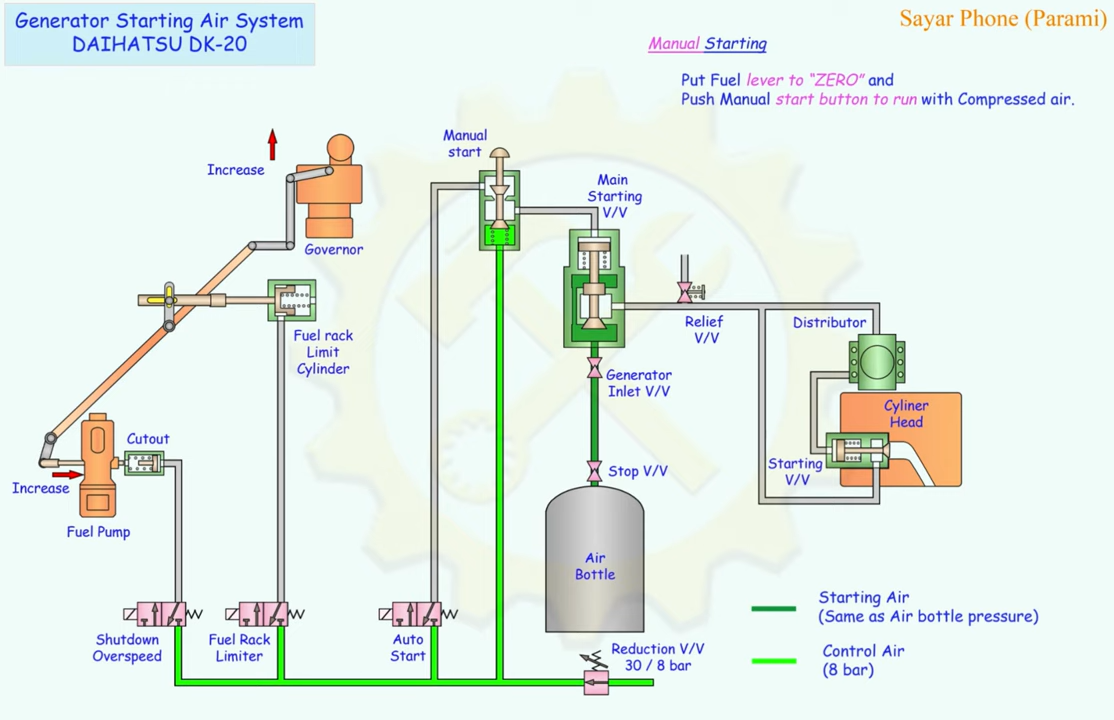 Generator Starting Air System
DAIHATSU DK-20
Sayar Phone (Parami)
Manual Starting
Put Fuel lever to "ZERO" and
Push Manual start button to run with Compressed air.
Manual
start
Increase
Main
Starting
V/V
Governor
Fuel rack
Limit
Cylinder
Relief
V/V
Distributor
Generator
Inlet V/V
Cyliner
Head
Cutout
Stop V/V
Starting
V/V
Increase
Fuel Pump
Air
Bottle
Shutdown
Overspeed
Fuel Rack
Limiter
Auto
Start
Reduction V/V
30 / 8 bar
Starting Air
(Same as Air bottle pressure)
Control Air
(8 bar)